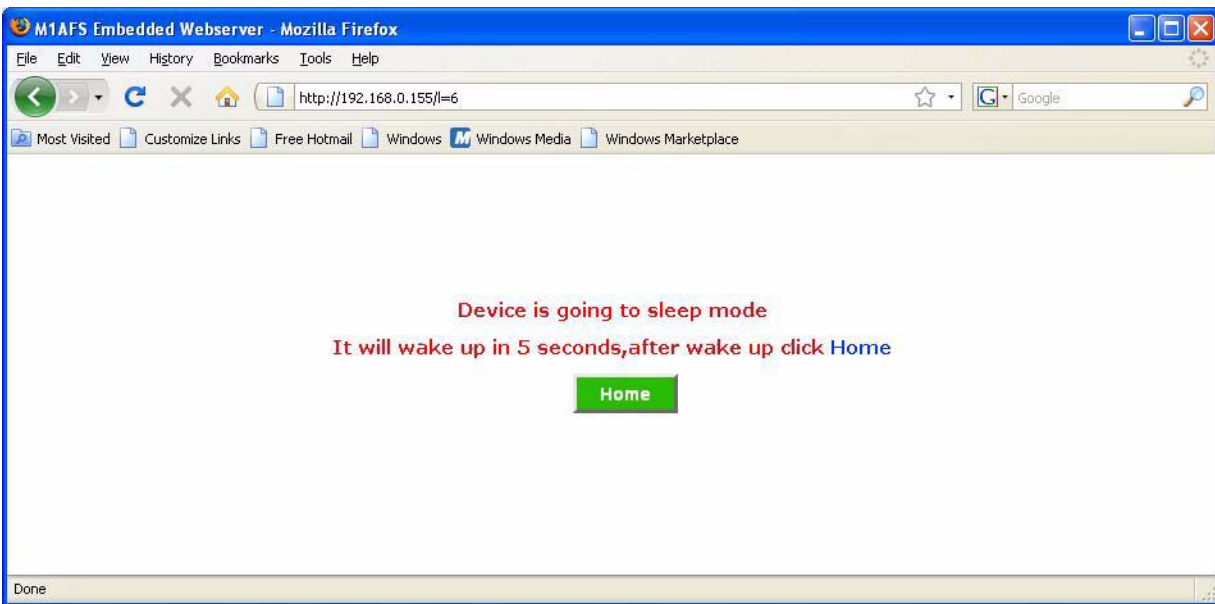 M1AFS Embedded Webserver - Mozilla Firefox
File Edit View History Bookmarks Tools Help
http://192.168.0.155/l=6 G Google
Most Visited Customize Links Free Hotmail Windows Windows Media Windows Marketplace
Device is going to sleep mode
It will wake up in 5 seconds,after wake up click Home
Home
Done